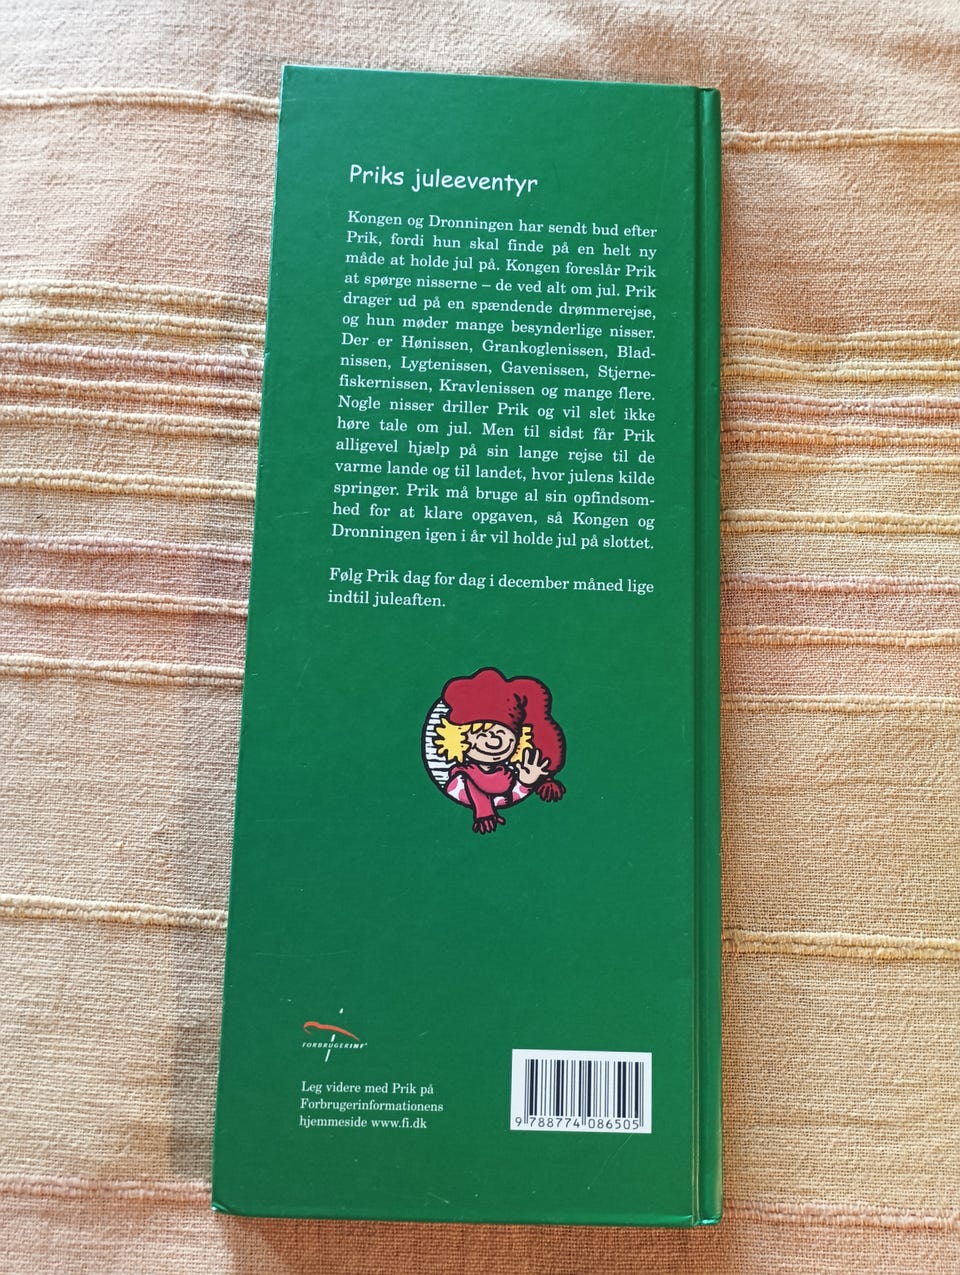 Priks juleeventyr
Kongen og Dronningen har sendt bud efter
Prik, fordi hun skal finde på en helt ny
måde at holde jul på. Kongen foreslår Prik
at spørge nisserne – de ved alt om jul. Prik
drager ud på en spændende drømmerejse,
og hun møder mange besynderlige nisser.
Der er Hønissen, Grankoglenissen, Blad-
nissen, Lygtenissen, Gavenissen, Stjerne-
fiskernissen, Kravlenissen og mange flere.
Nogle nisser driller Prik og vil slet ikke
høre tale om jul. Men til sidst får Prik
alligevel hjælp på sin lange rejse til de
varme lande og til landet, hvor julens kilde
springer. Prik må bruge al sin opfindsom-
hed for at klare opgaven, så Kongen og
Dronningen igen i år vil holde jul på slottet.
Følg Prik dag for dag i december måned lige
indtil juleaften.
FORBRUGERINF
Leg videre med Prik på
Forbrugerinformationens
hjemmeside www.fi.dk
9 788774 086505